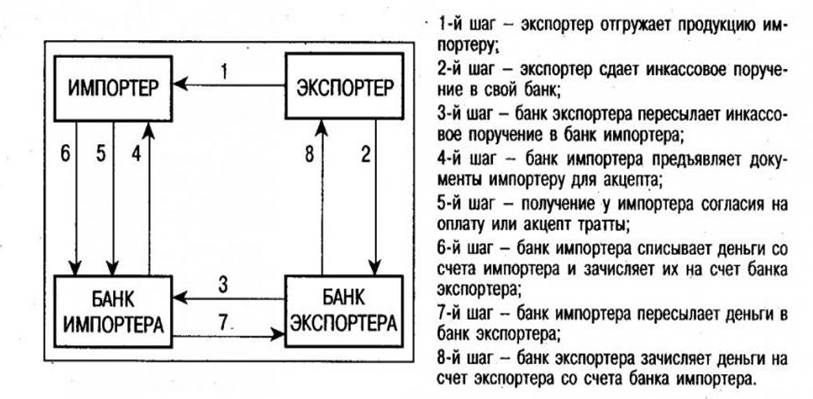 ИМПОРТЕР
1
ЭКСПОРТЕР
6
5
4
8
2
БАНК
ИМПОРТЕРА
3
7
БАНК
ЭКСПОРТЕРА
1-й шаг – экспортер отгружает продукцию им-
портеру;
2-й шаг – экспортер сдает инкассовое поруче-
ние в свой банк;
3-й шаг – банк экспортера пересылает инкассо-
вое поручение в банк импортера;
4-й шаг – банк импортера предъявляет доку-
менты импортеру для акцепта;
5-й шаг – получение у импортера согласия на
оплату или акцепт тратты;
6-й шаг – банк импортера списывает деньги со
счета импортера и зачисляет их на счет банка
экспортера;
7-й шаг – банк импортера пересылает деньги в
банк экспортера;
8-й шаг – банк экспортера зачисляет деньги на
счет экспортера со счета банка импортера.